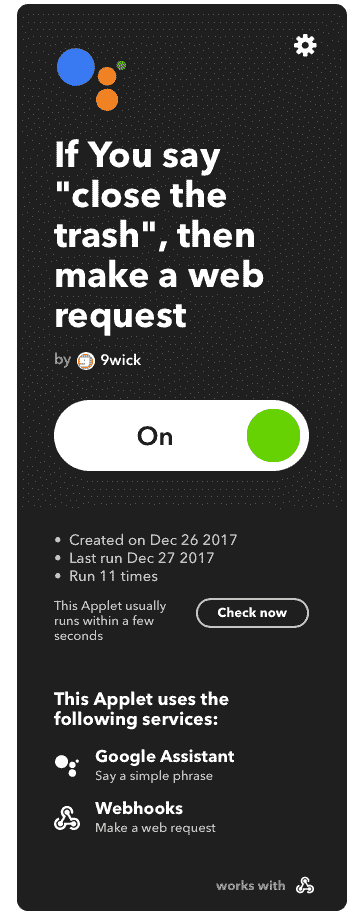 If You say
"close the
trash", then
make a web
request
by 9wick
On
• Created on Dec 26 2017
• Last run Dec 27 2017
• Run 11 times
This Applet usually
runs within a few
seconds
Check now
This Applet uses the
following services:
Google Assistant
Say a simple phrase
Webhooks
Make a web request
works with